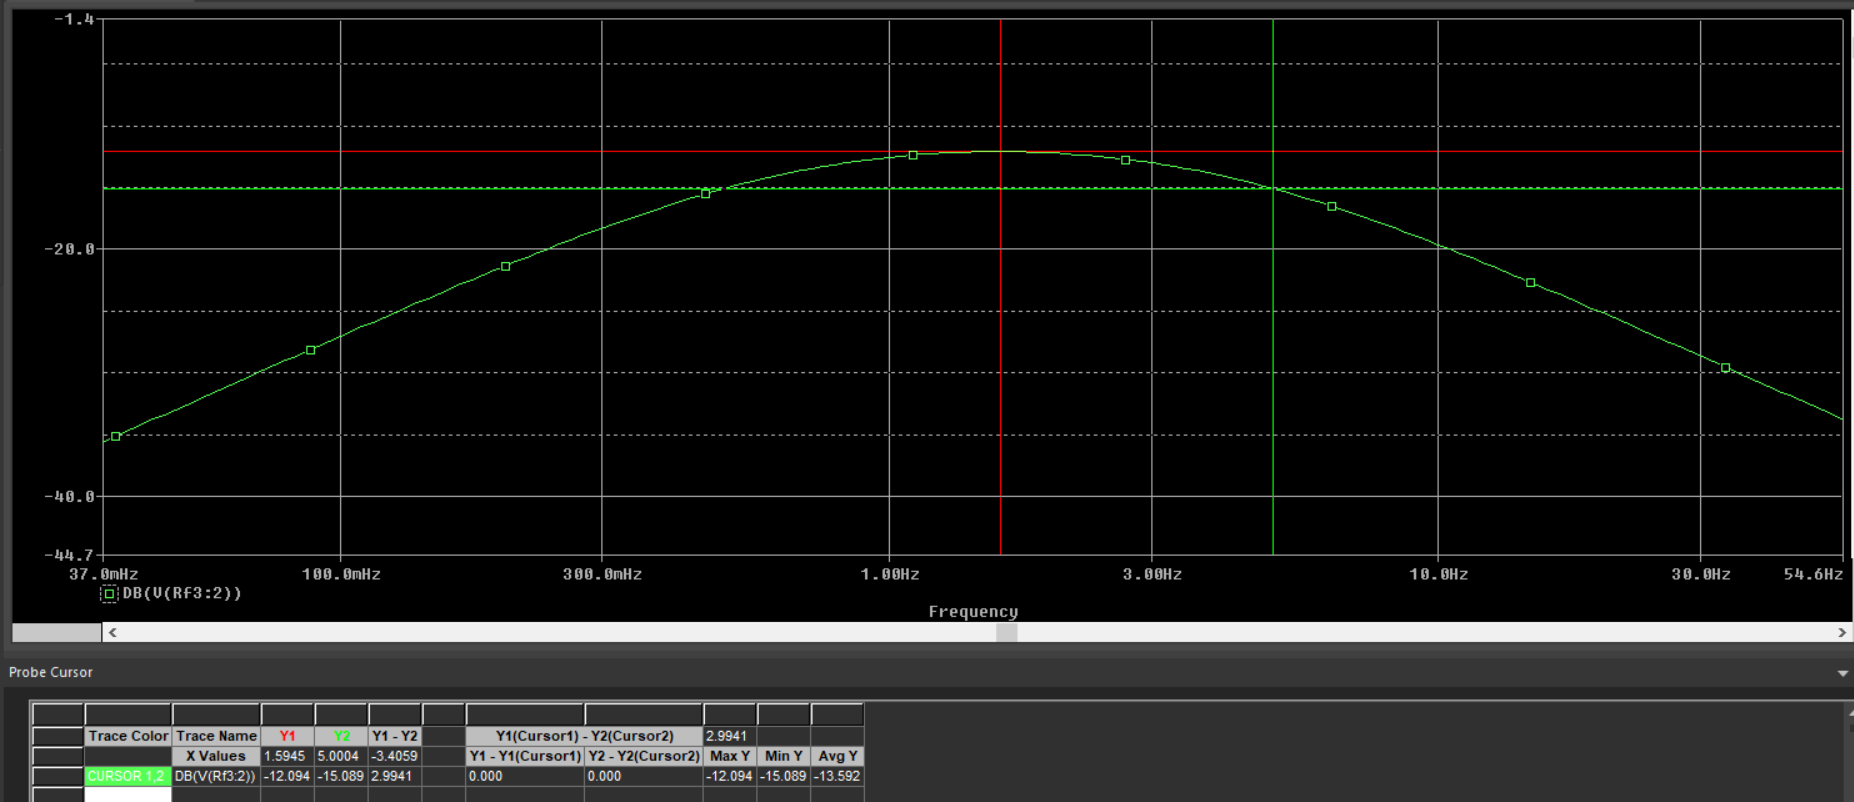 -1.4
-20.0
-40.0
-44.7
37.0mHz 100.0mHz 300.0mHz 1.00Hz 3.00Hz 10.0Hz 30.0Hz 54.6Hz
DB(V(Rf3:2))
Frequency
Probe Cursor
Trace Color Trace Name Y1 Y2 Y1 - Y2 Y1(Cursor1) - Y2(Cursor2) 2.9941
X Values 1.5945 5.0004 -3.4059 Y1 - Y1(Cursor1) Y2 - Y2(Cursor2) Max Y Min Y Avg Y
CURSOR 1,2 DB(V(Rf3:2)) -12.094 -15.089 2.9941 0.000 0.000 -12.094 -15.089 -13.592